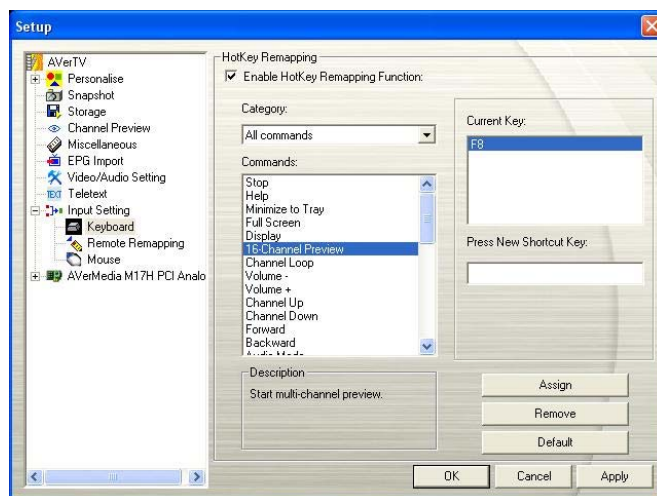 Setup
AVerTV
Personalise
Snapshot
Storage
Channel Preview
Miscellaneous
EPG Import
Video/Audio Setting
TEXT Teletext
Input Setting
Keyboard
Remote Remapping
Mouse
AVerMedia M17H PCI Analo
HotKey Remapping
Enable HotKey Remapping Function:
Category:
All commands
Commands:
Stop
Help
Minimize to Tray
Full Screen
Display
16-Channel Preview
Channel Loop
Volume -
Volume +
Channel Up
Channel Down
Forward
Backward
Audio Mode
Description
Start multi-channel preview.
Current Key:
F8
Press New Shortcut Key:
Assign
Remove
Default
OK
Cancel
Apply